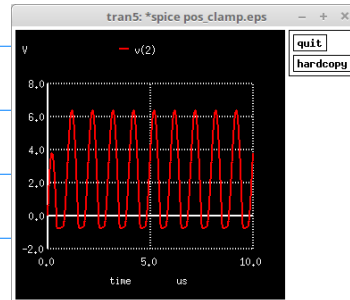 tran5: *spice pos_clamp.eps
quit
hardcopy
V
v(2)
8.0
6.0
4.0
2.0
0.0
-2.0
0.0 5.0 10.0
time us